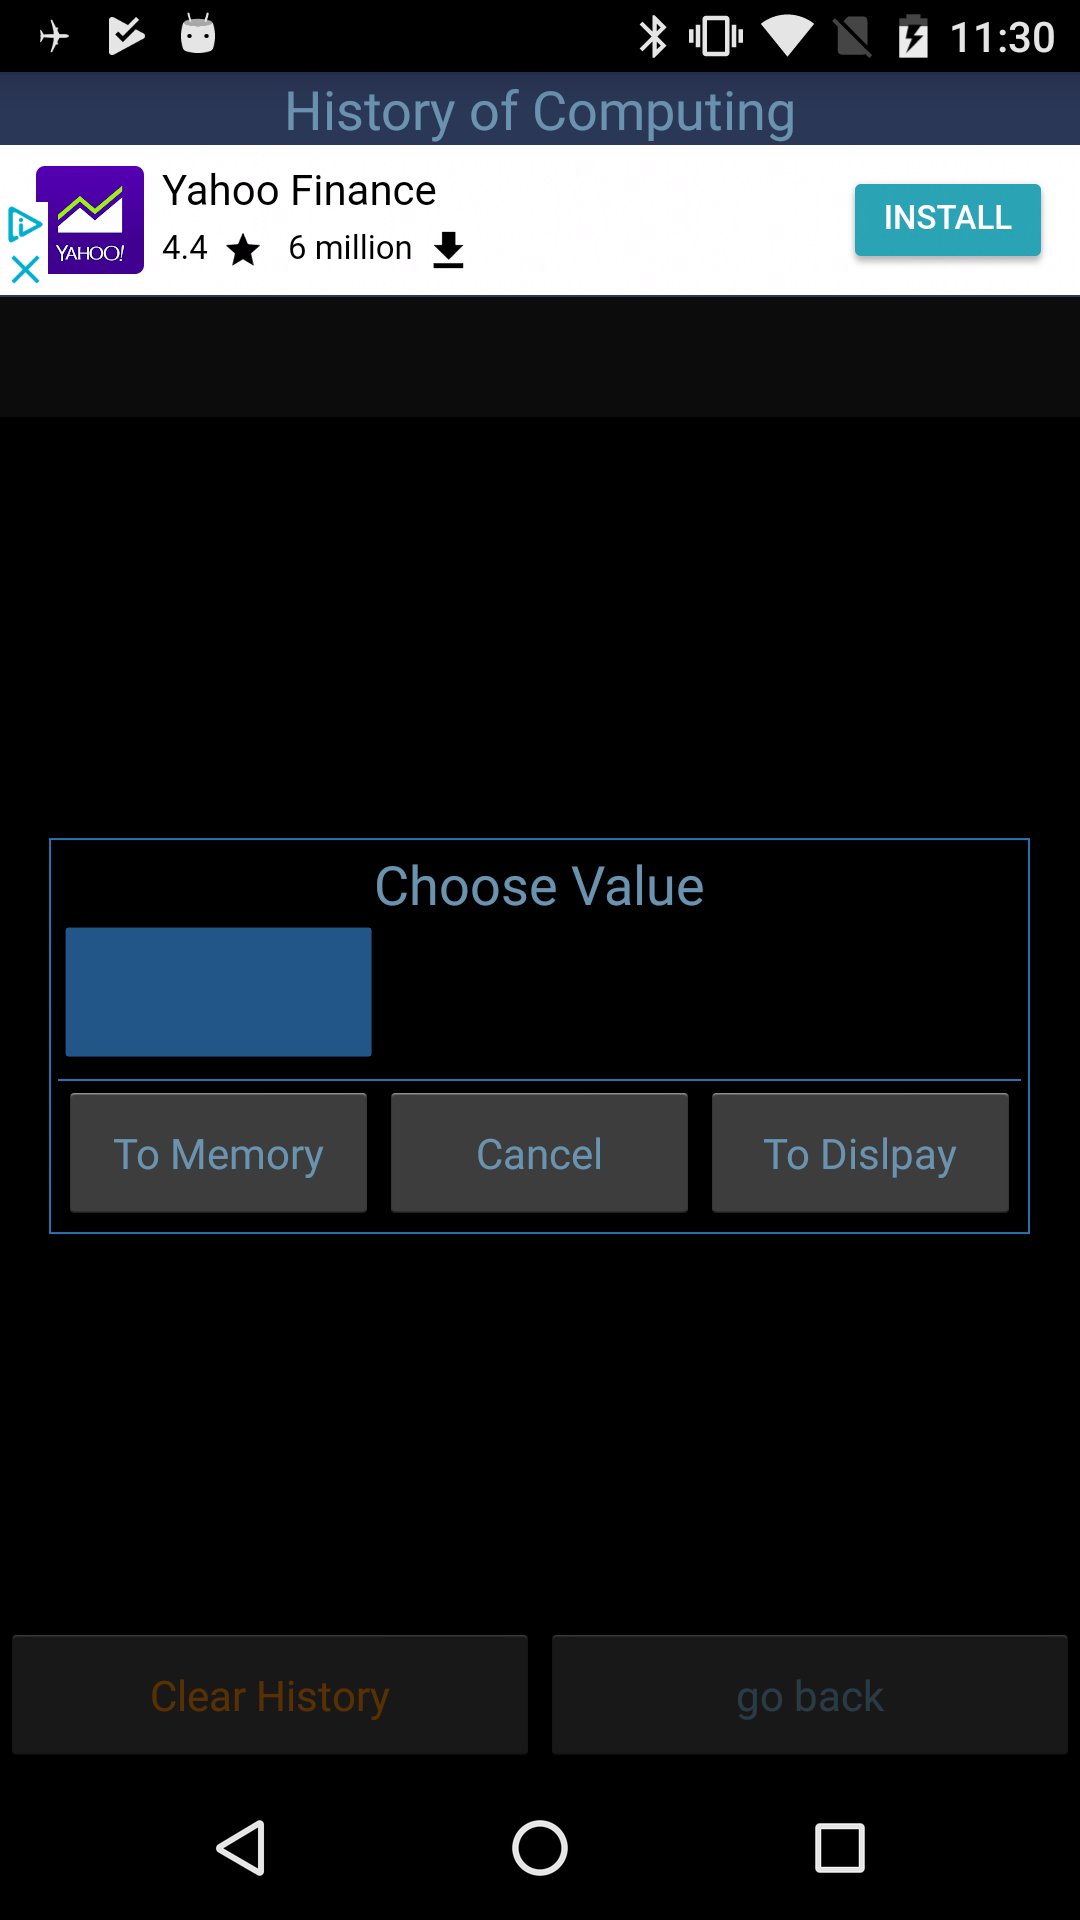 11:30
History of Computing
Yahoo Finance
YAHOO!
4.4 6 million
INSTALL
Choose Value
To Memory Cancel To Dislpay
Clear History go back